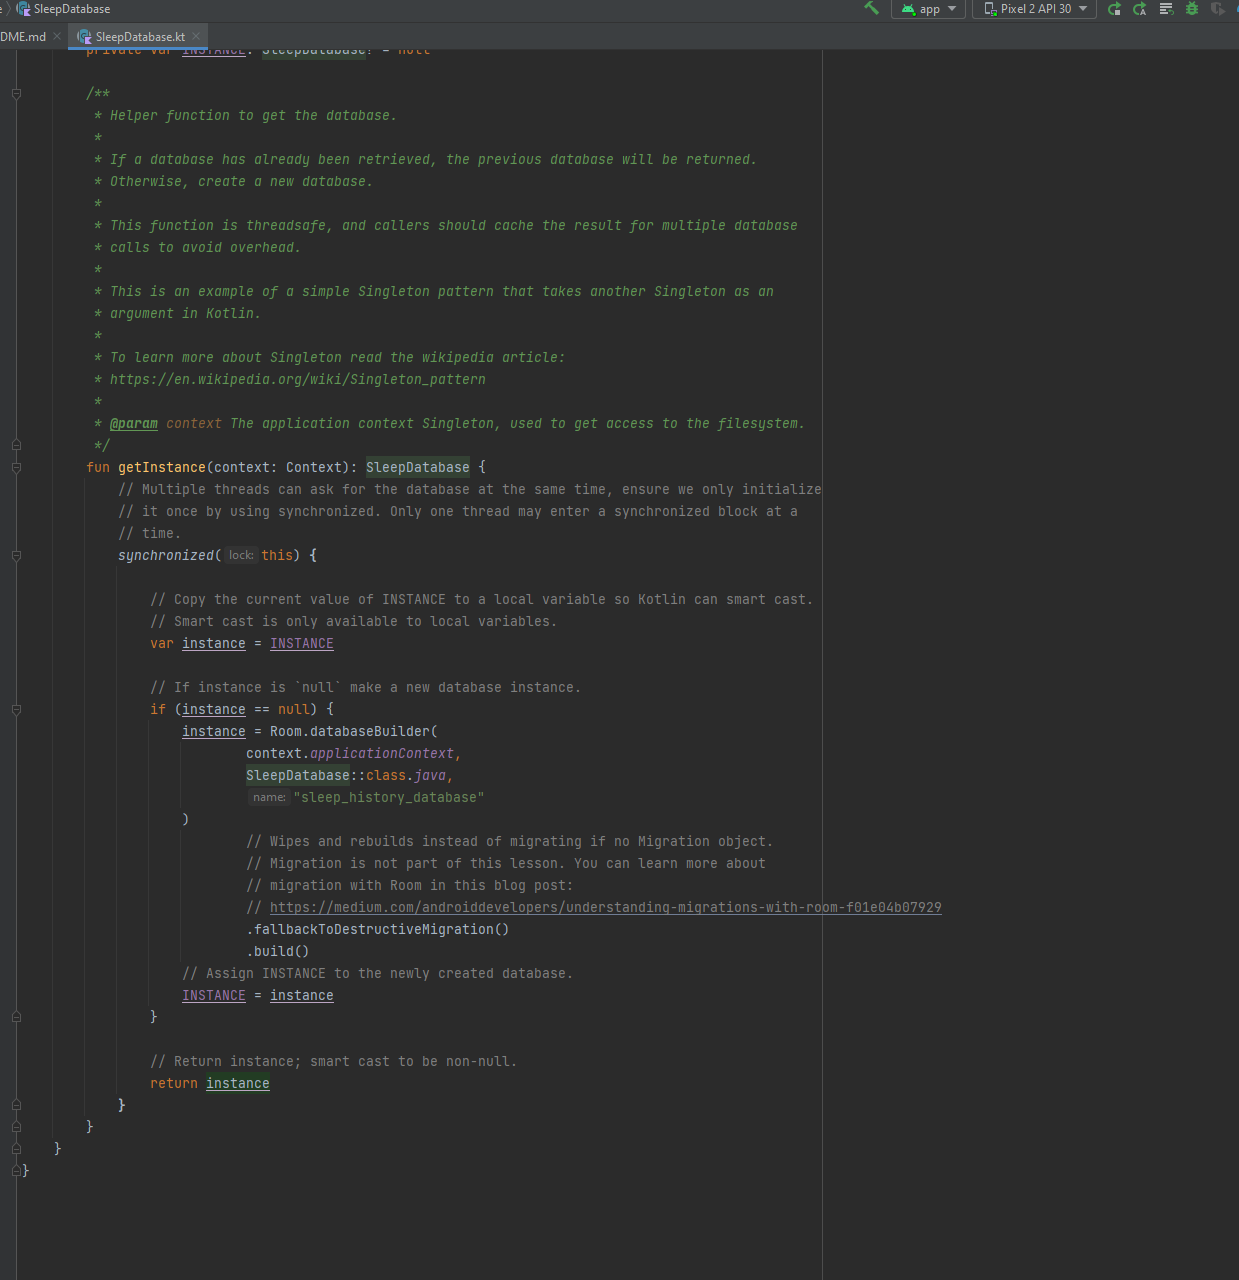 SleepDatabase
app
Pixel 2 API 30
DME.md
SleepDatabase.kt
private var INSTANCE: SleepDatabase? = null
/**
* Helper function to get the database.
*
* If a database has already been retrieved, the previous database will be returned.
* Otherwise, create a new database.
*
* This function is threadsafe, and callers should cache the result for multiple database
* calls to avoid overhead.
*
* This is an example of a simple Singleton pattern that takes another Singleton as an
* argument in Kotlin.
*
* To learn more about Singleton read the wikipedia article:
* https://en.wikipedia.org/wiki/Singleton_pattern
*
* @param context The application context Singleton, used to get access to the filesystem.
*/
fun getInstance(context: Context): SleepDatabase {
// Multiple threads can ask for the database at the same time, ensure we only initialize
// it once by using synchronized. Only one thread may enter a synchronized block at a
// time.
synchronized( lock: this) {
// Copy the current value of INSTANCE to a local variable so Kotlin can smart cast.
// Smart cast is only available to local variables.
var instance = INSTANCE
// If instance is `null` make a new database instance.
if (instance == null) {
instance = Room.databaseBuilder(
context.applicationContext,
SleepDatabase::class.java,
name: "sleep_history_database"
)
// Wipes and rebuilds instead of migrating if no Migration object.
// Migration is not part of this lesson. You can learn more about
// migration with Room in this blog post:
// https://medium.com/androiddevelopers/understanding-migrations-with-room-f01e04b07929
.fallbackToDestructiveMigration()
.build()
// Assign INSTANCE to the newly created database.
INSTANCE = instance
}
// Return instance; smart cast to be non-null.
return instance
}
}
}
}